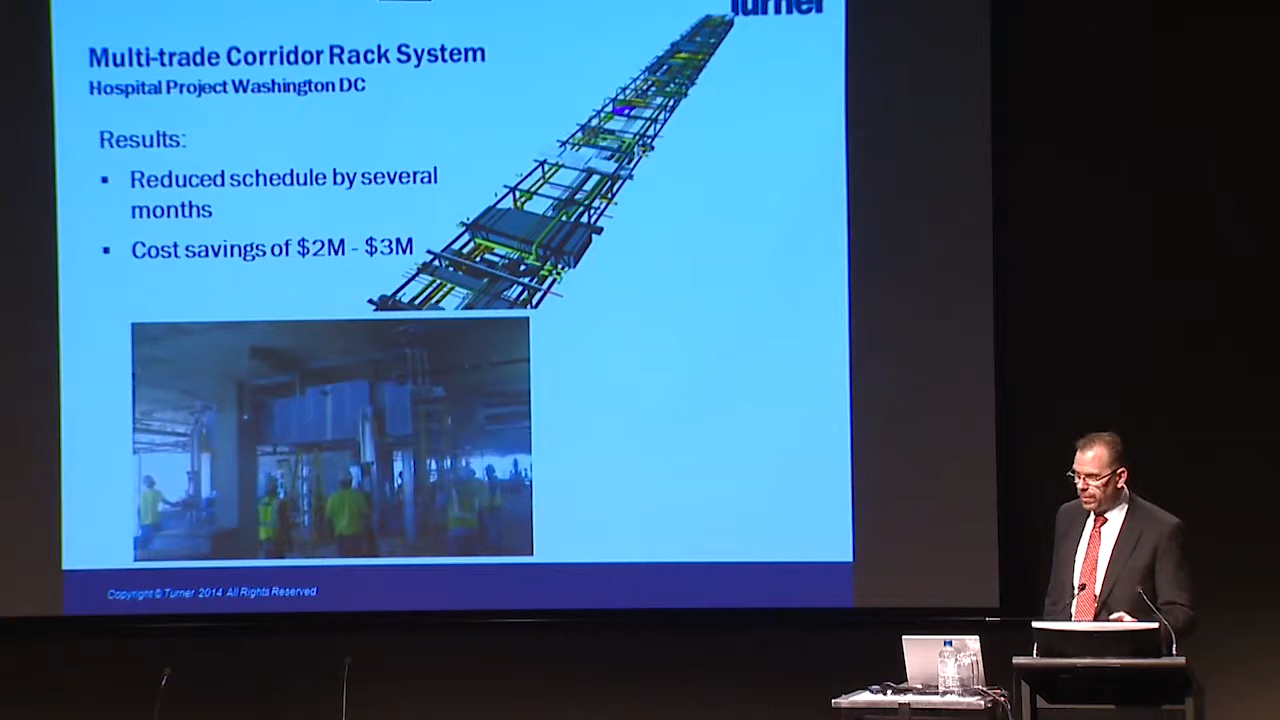 Turner
Multi-trade Corridor Rack System
Hospital Project Washington DC
Results:
▪ Reduced schedule by several
months
▪ Cost savings of $2M - $3M
Copyright © Turner 2014 All Rights Reserved